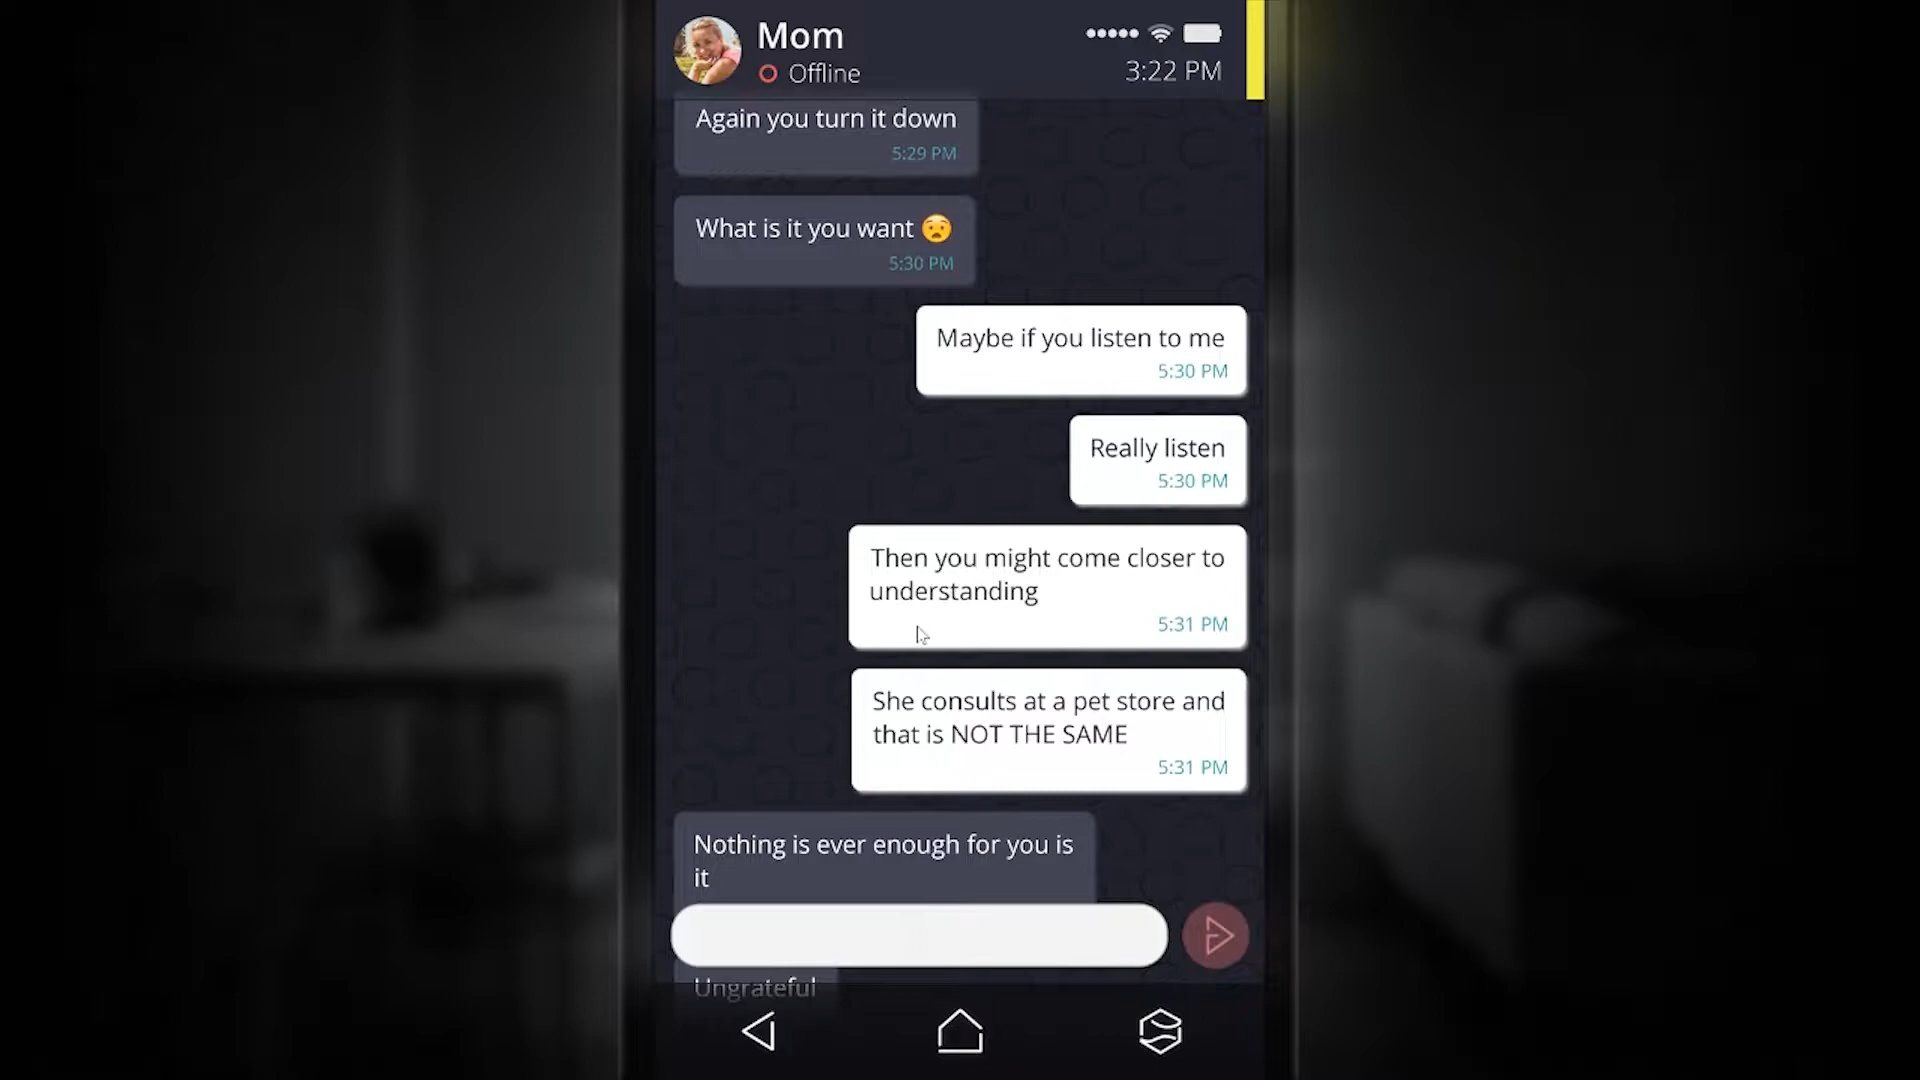 Mom
Offline
3:22 PM
Again you turn it down
5:29 PM
What is it you want 😟
5:30 PM
Maybe if you listen to me
5:30 PM
Really listen
5:30 PM
Then you might come closer to
understanding
5:31 PM
She consults at a pet store and
that is NOT THE SAME
5:31 PM
Nothing is ever enough for you is
it
Ungrateful